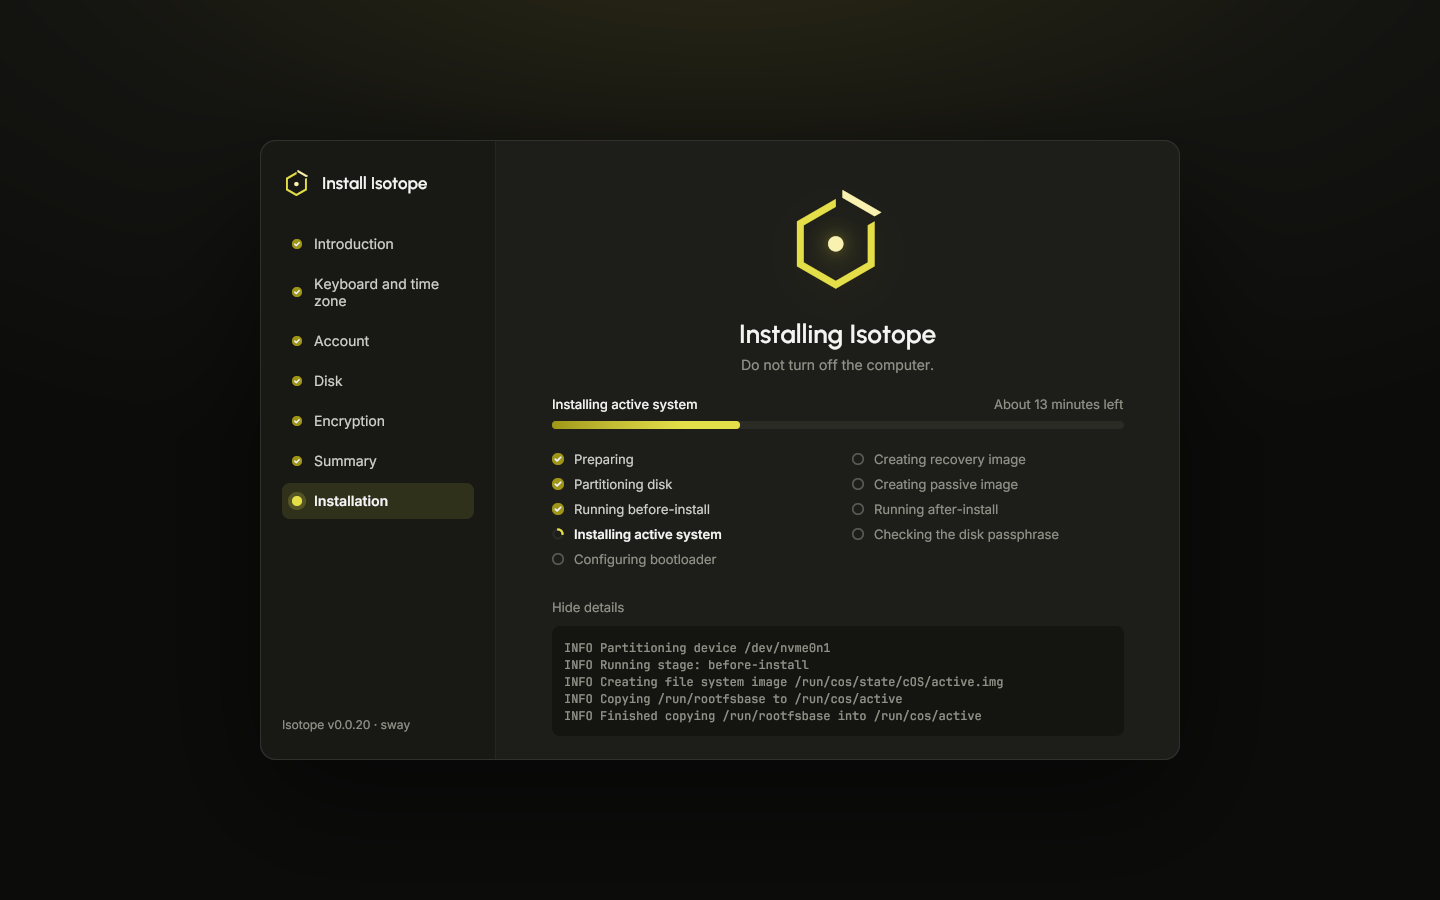 Install Isotope
Introduction
Keyboard and time
zone
Account
Disk
Encryption
Summary
Installation
Isotope v0.0.20 · sway
Installing Isotope
Do not turn off the computer.
Installing active system
About 13 minutes left
Preparing
Partitioning disk
Running before-install
Installing active system
Configuring bootloader
Creating recovery image
Creating passive image
Running after-install
Checking the disk passphrase
Hide details
INFO Partitioning device /dev/nvme0n1
INFO Running stage: before-install
INFO Creating file system image /run/cos/state/cOS/active.img
INFO Copying /run/rootfsbase to /run/cos/active
INFO Finished copying /run/rootfsbase into /run/cos/active